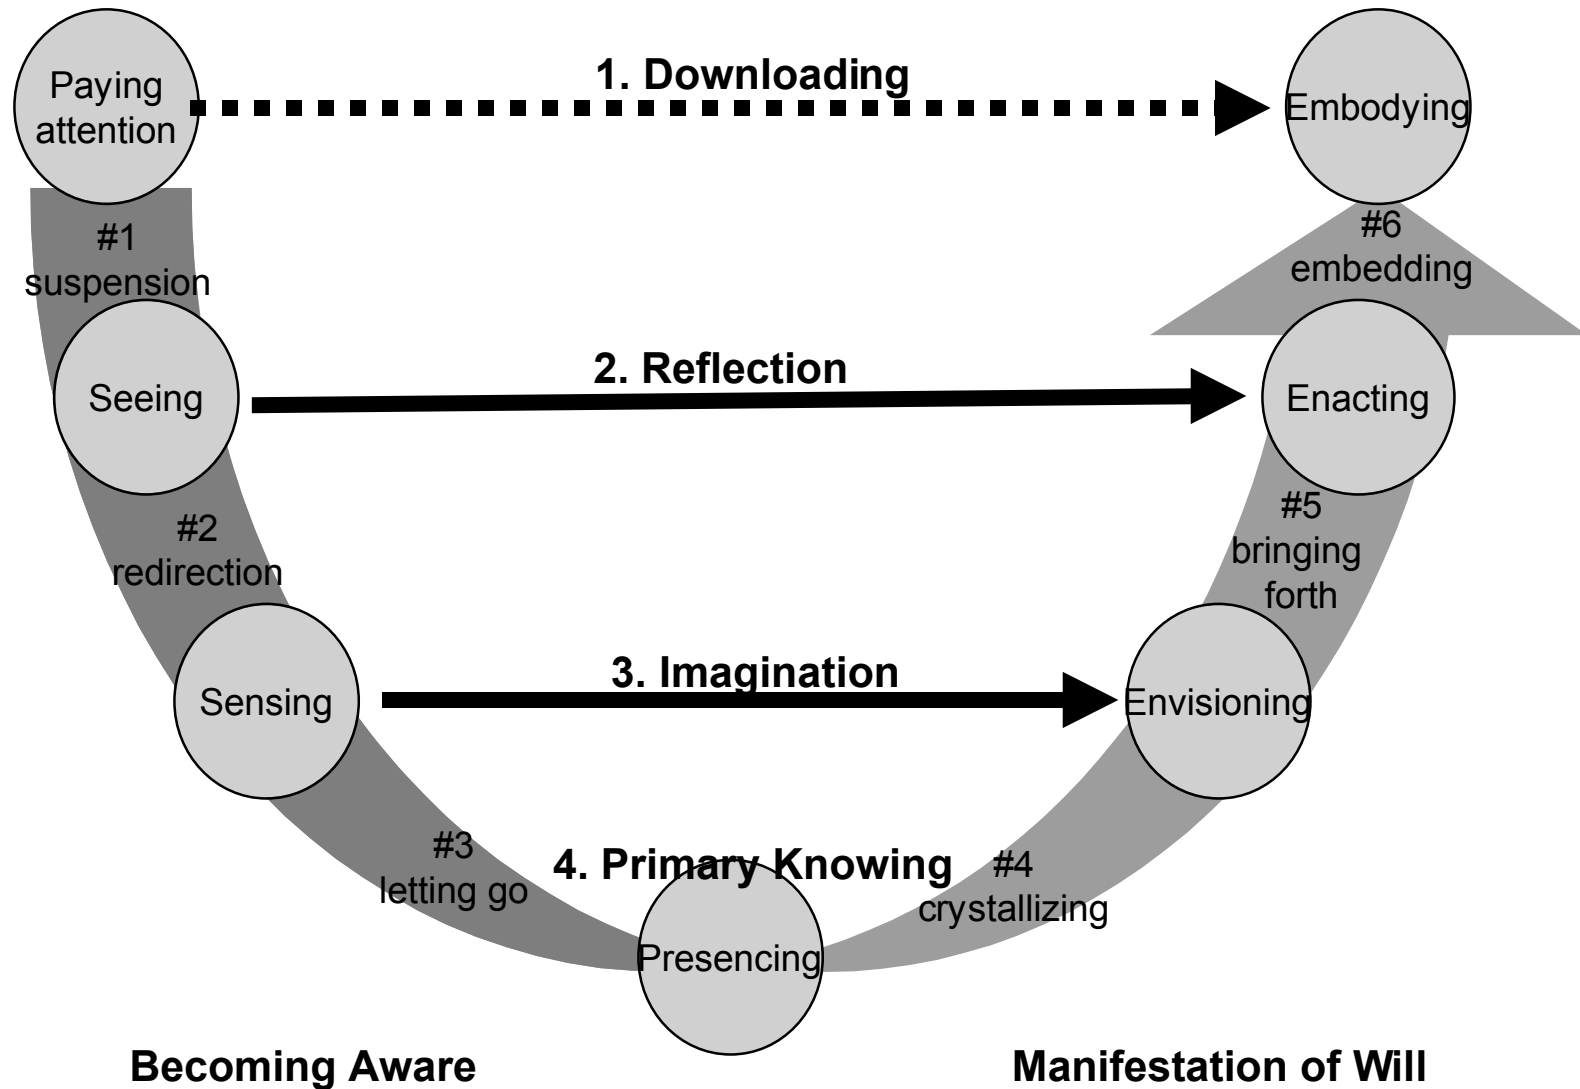 1. Downloading
Paying
attention
Embodying
#1
suspension
#6
embedding
2. Reflection
Seeing
Enacting
#2
redirection
#5
bringing
forth
3. Imagination
Sensing
Envisioning
#3
letting go
4. Primary Knowing
#4
crystallizing
Presencing
Becoming Aware
Manifestation of Will